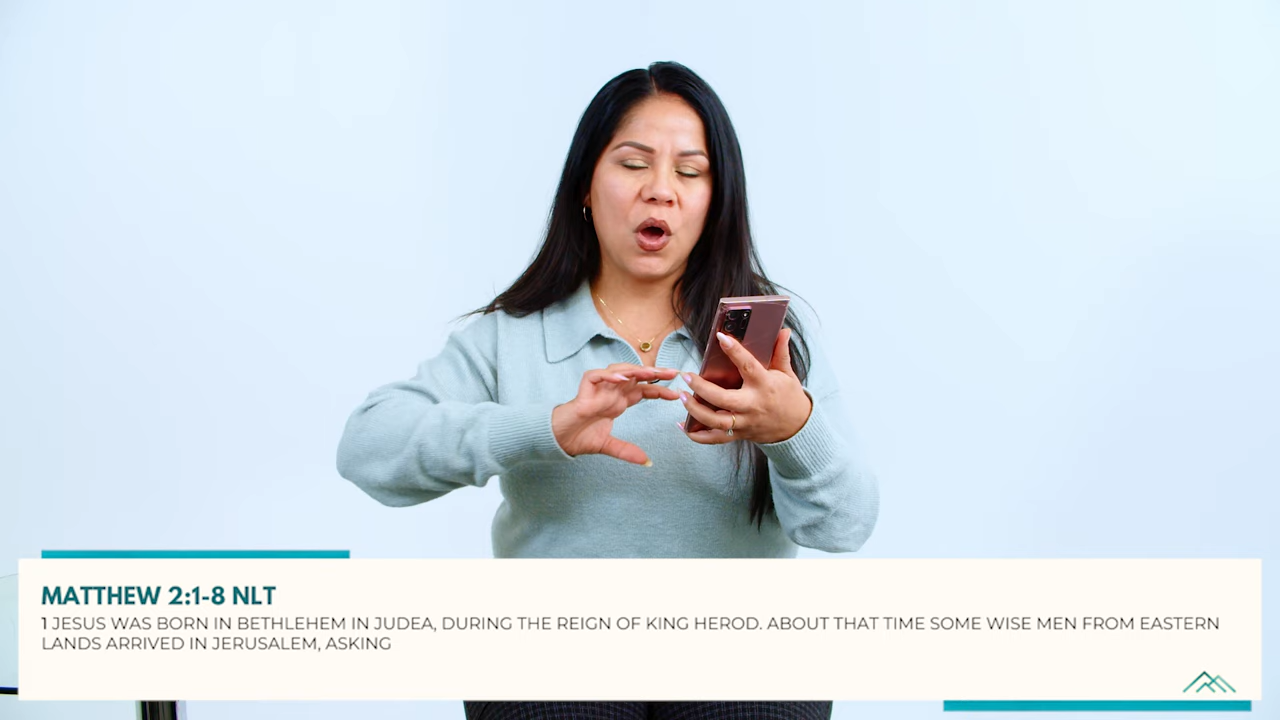 MATTHEW 2:1-8 NLT
1 JESUS WAS BORN IN BETHLEHEM IN JUDEA, DURING THE REIGN OF KING HEROD. ABOUT THAT TIME SOME WISE MEN FROM EASTERN
LANDS ARRIVED IN JERUSALEM, ASKING